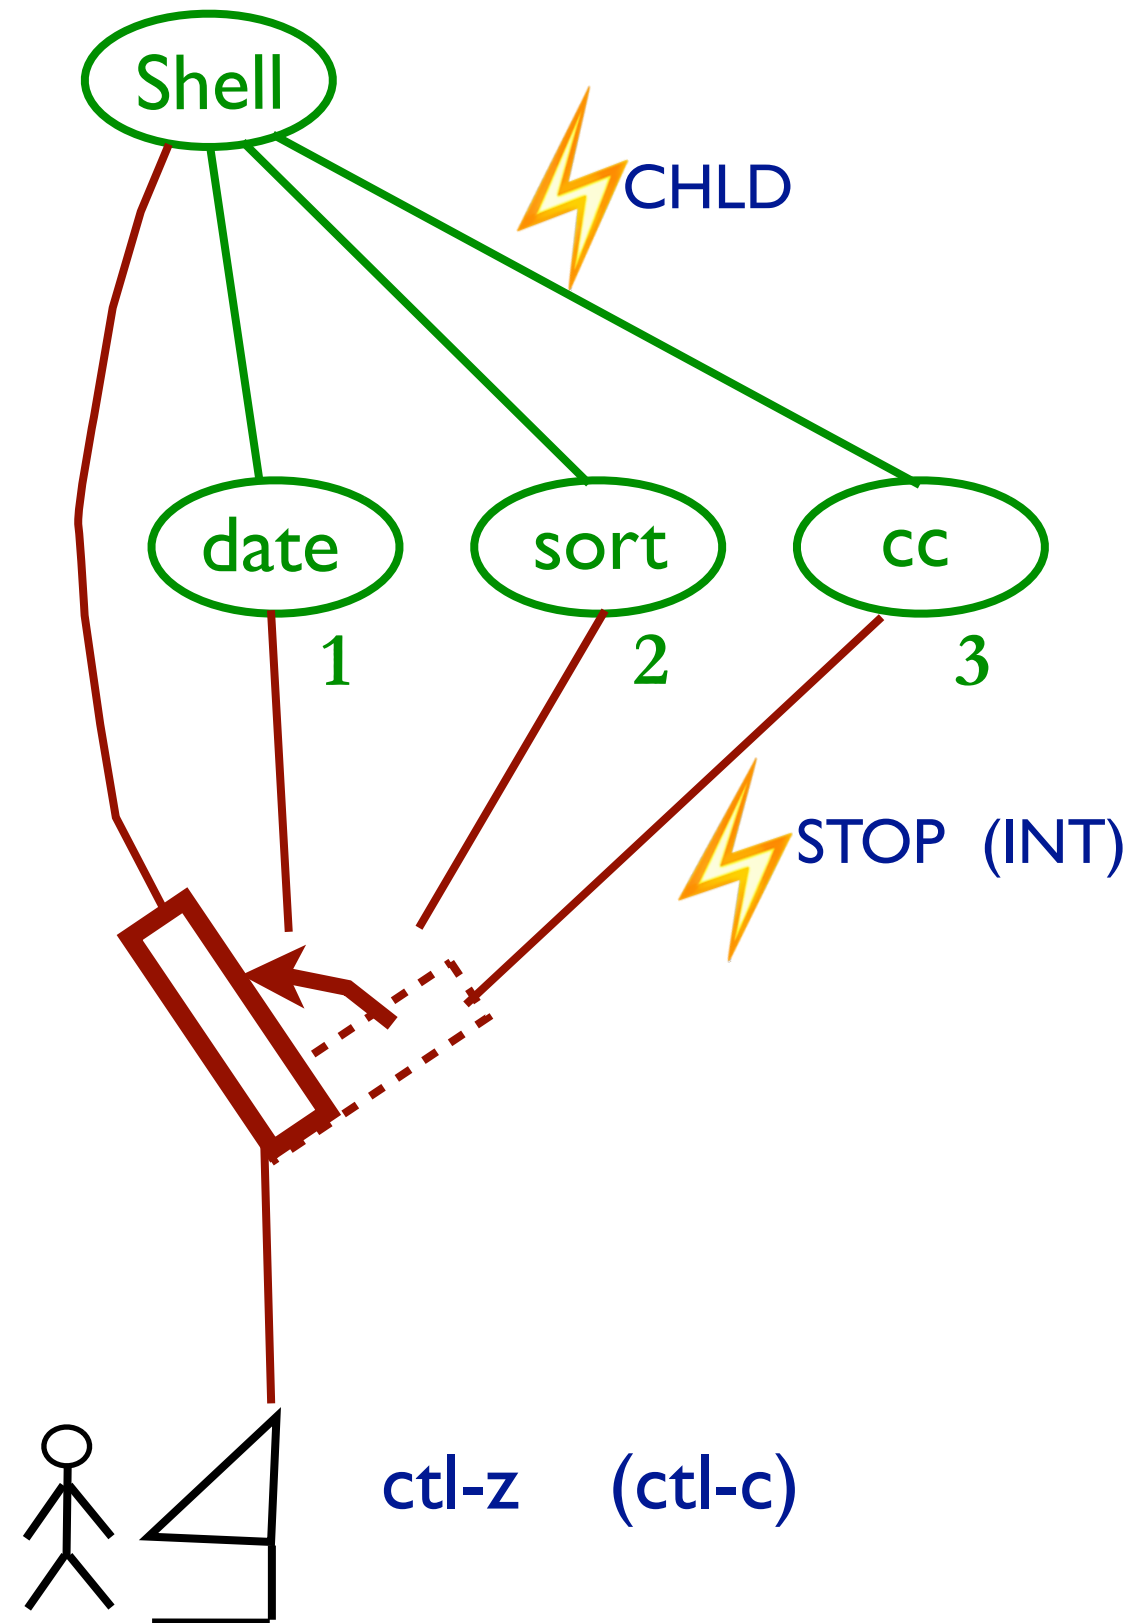 Shell
CHLD
date
sort
cc
1
2
3
STOP (INT)
ctl-z (ctl-c)